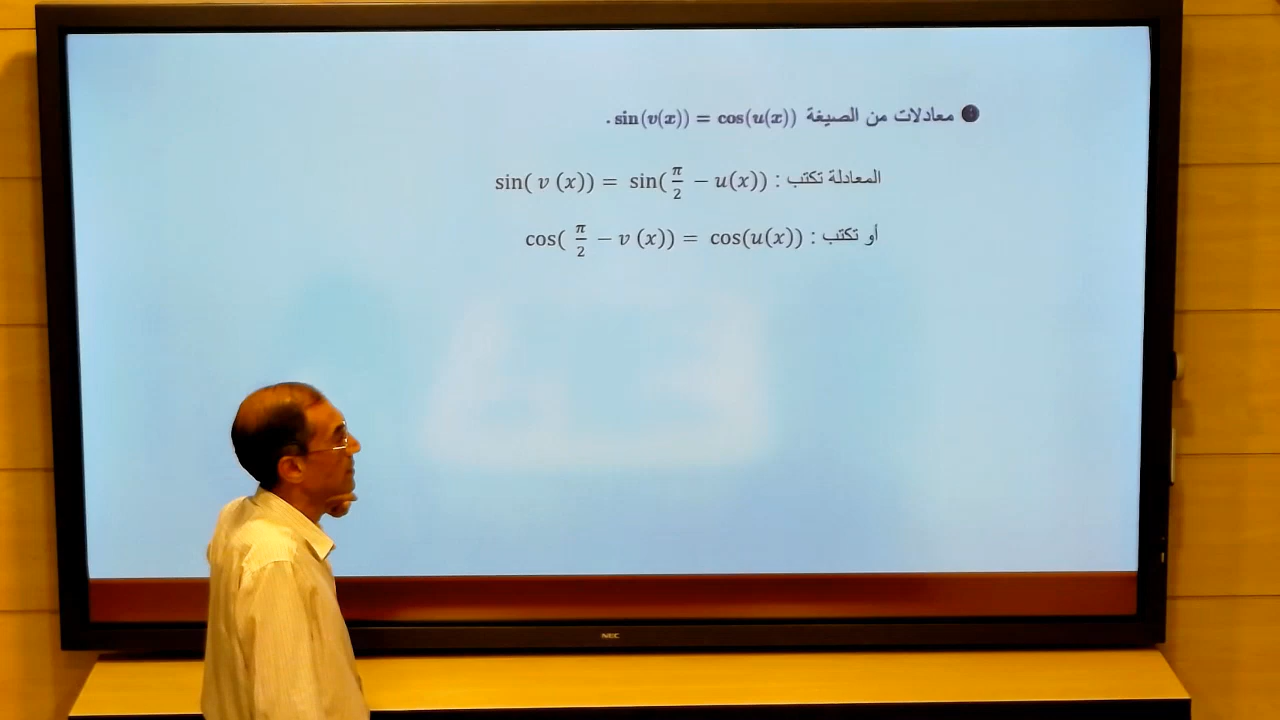 ● معادلات من الصيغة sin(v(x)) = cos(u(x)) .
المعادلة تكتب : sin( v (x)) = sin( π/2 − u(x))
أو تكتب : cos( π/2 − v (x)) = cos(u(x))
NEC